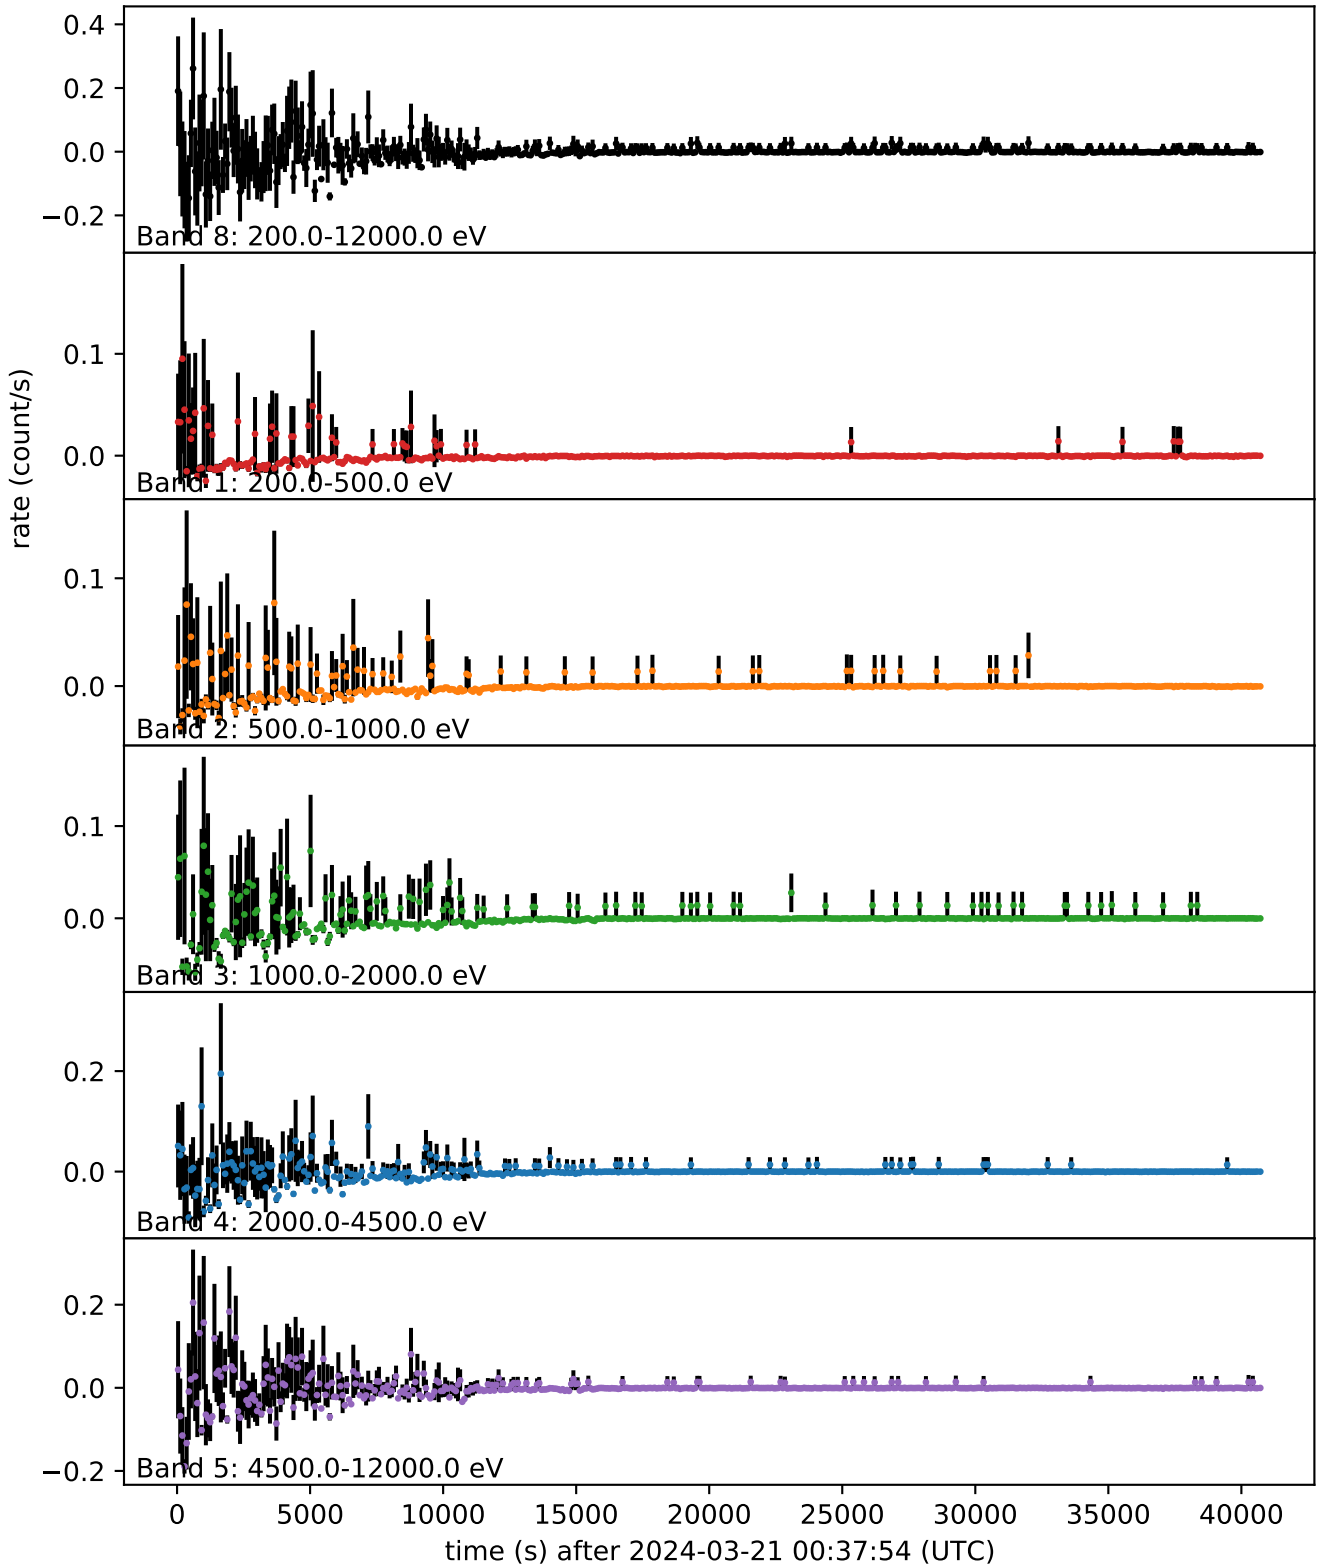 0.4
0.2
0.0
−0.2
Band 8: 200.0-12000.0 eV
0.1
0.0
Band 1: 200.0-500.0 eV
rate (count/s)
0.1
0.0
Band 2: 500.0-1000.0 eV
0.1
0.0
Band 3: 1000.0-2000.0 eV
0.2
0.0
Band 4: 2000.0-4500.0 eV
0.2
0.0
−0.2
Band 5: 4500.0-12000.0 eV
0 5000 10000 15000 20000 25000 30000 35000 40000
time (s) after 2024-03-21 00:37:54 (UTC)